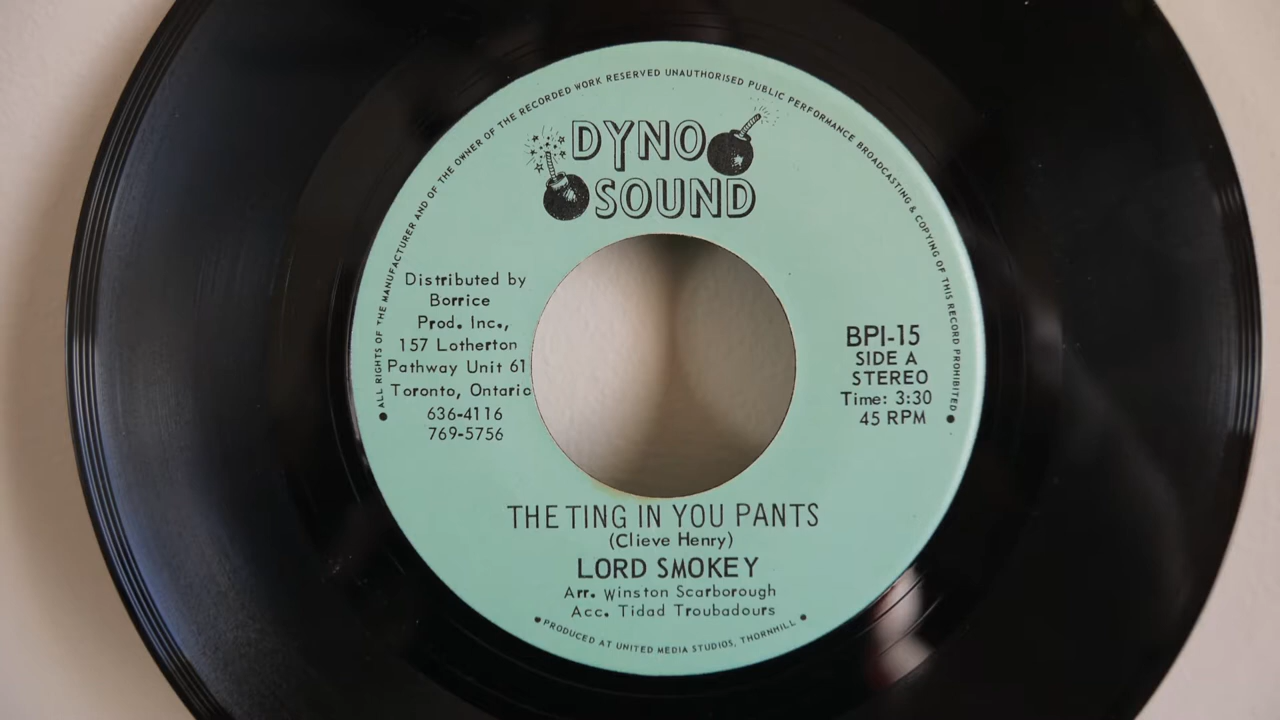 ALL RIGHTS OF THE MANUFACTURER AND OF THE OWNER OF THE RECORDED WORK RESERVED UNAUTHORISED PUBLIC PERFORMANCE BROADCASTING & COPYING OF THIS RECORD PROHIBITED
DYNO
SOUND
Distributed by
Borrice
Prod. Inc.,
157 Lotherton
Pathway Unit 61
Toronto, Ontario
636-4116
769-5756
BPI-15
SIDE A
STEREO
Time: 3:30
45 RPM
THE TING IN YOU PANTS
(Clieve Henry)
LORD SMOKEY
Arr. Winston Scarborough
Acc. Tidad Troubadours
PRODUCED AT UNITED MEDIA STUDIOS, THORNHILL